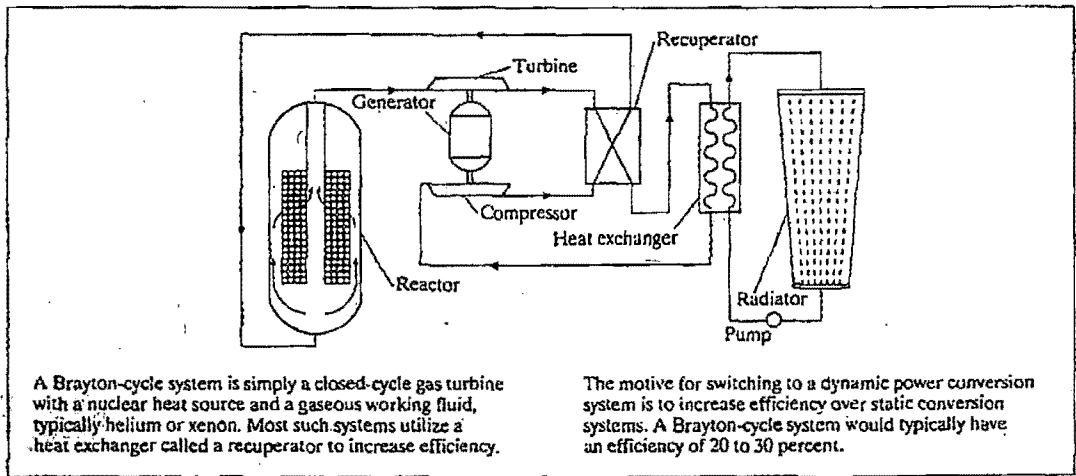 Recuperator
Turbine
Generator
Compressor
Heat exchanger
Reactor
Radiator
Pump
A Brayton-cycle system is simply a closed-cycle gas turbine
with a nuclear heat source and a gaseous working fluid,
typically helium or xenon. Most such systems utilize a
heat exchanger called a recuperator to increase efficiency.
The motive for switching to a dynamic power conversion
system is to increase efficiency over static conversion
systems. A Brayton-cycle system would typically have
an efficiency of 20 to 30 percent.